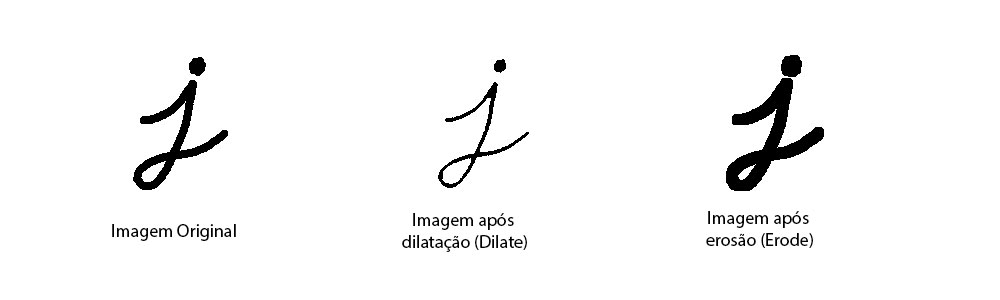 j
j
j
Imagem Original
Imagem após
dilatação (Dilate)
Imagem após
erosão (Erode)